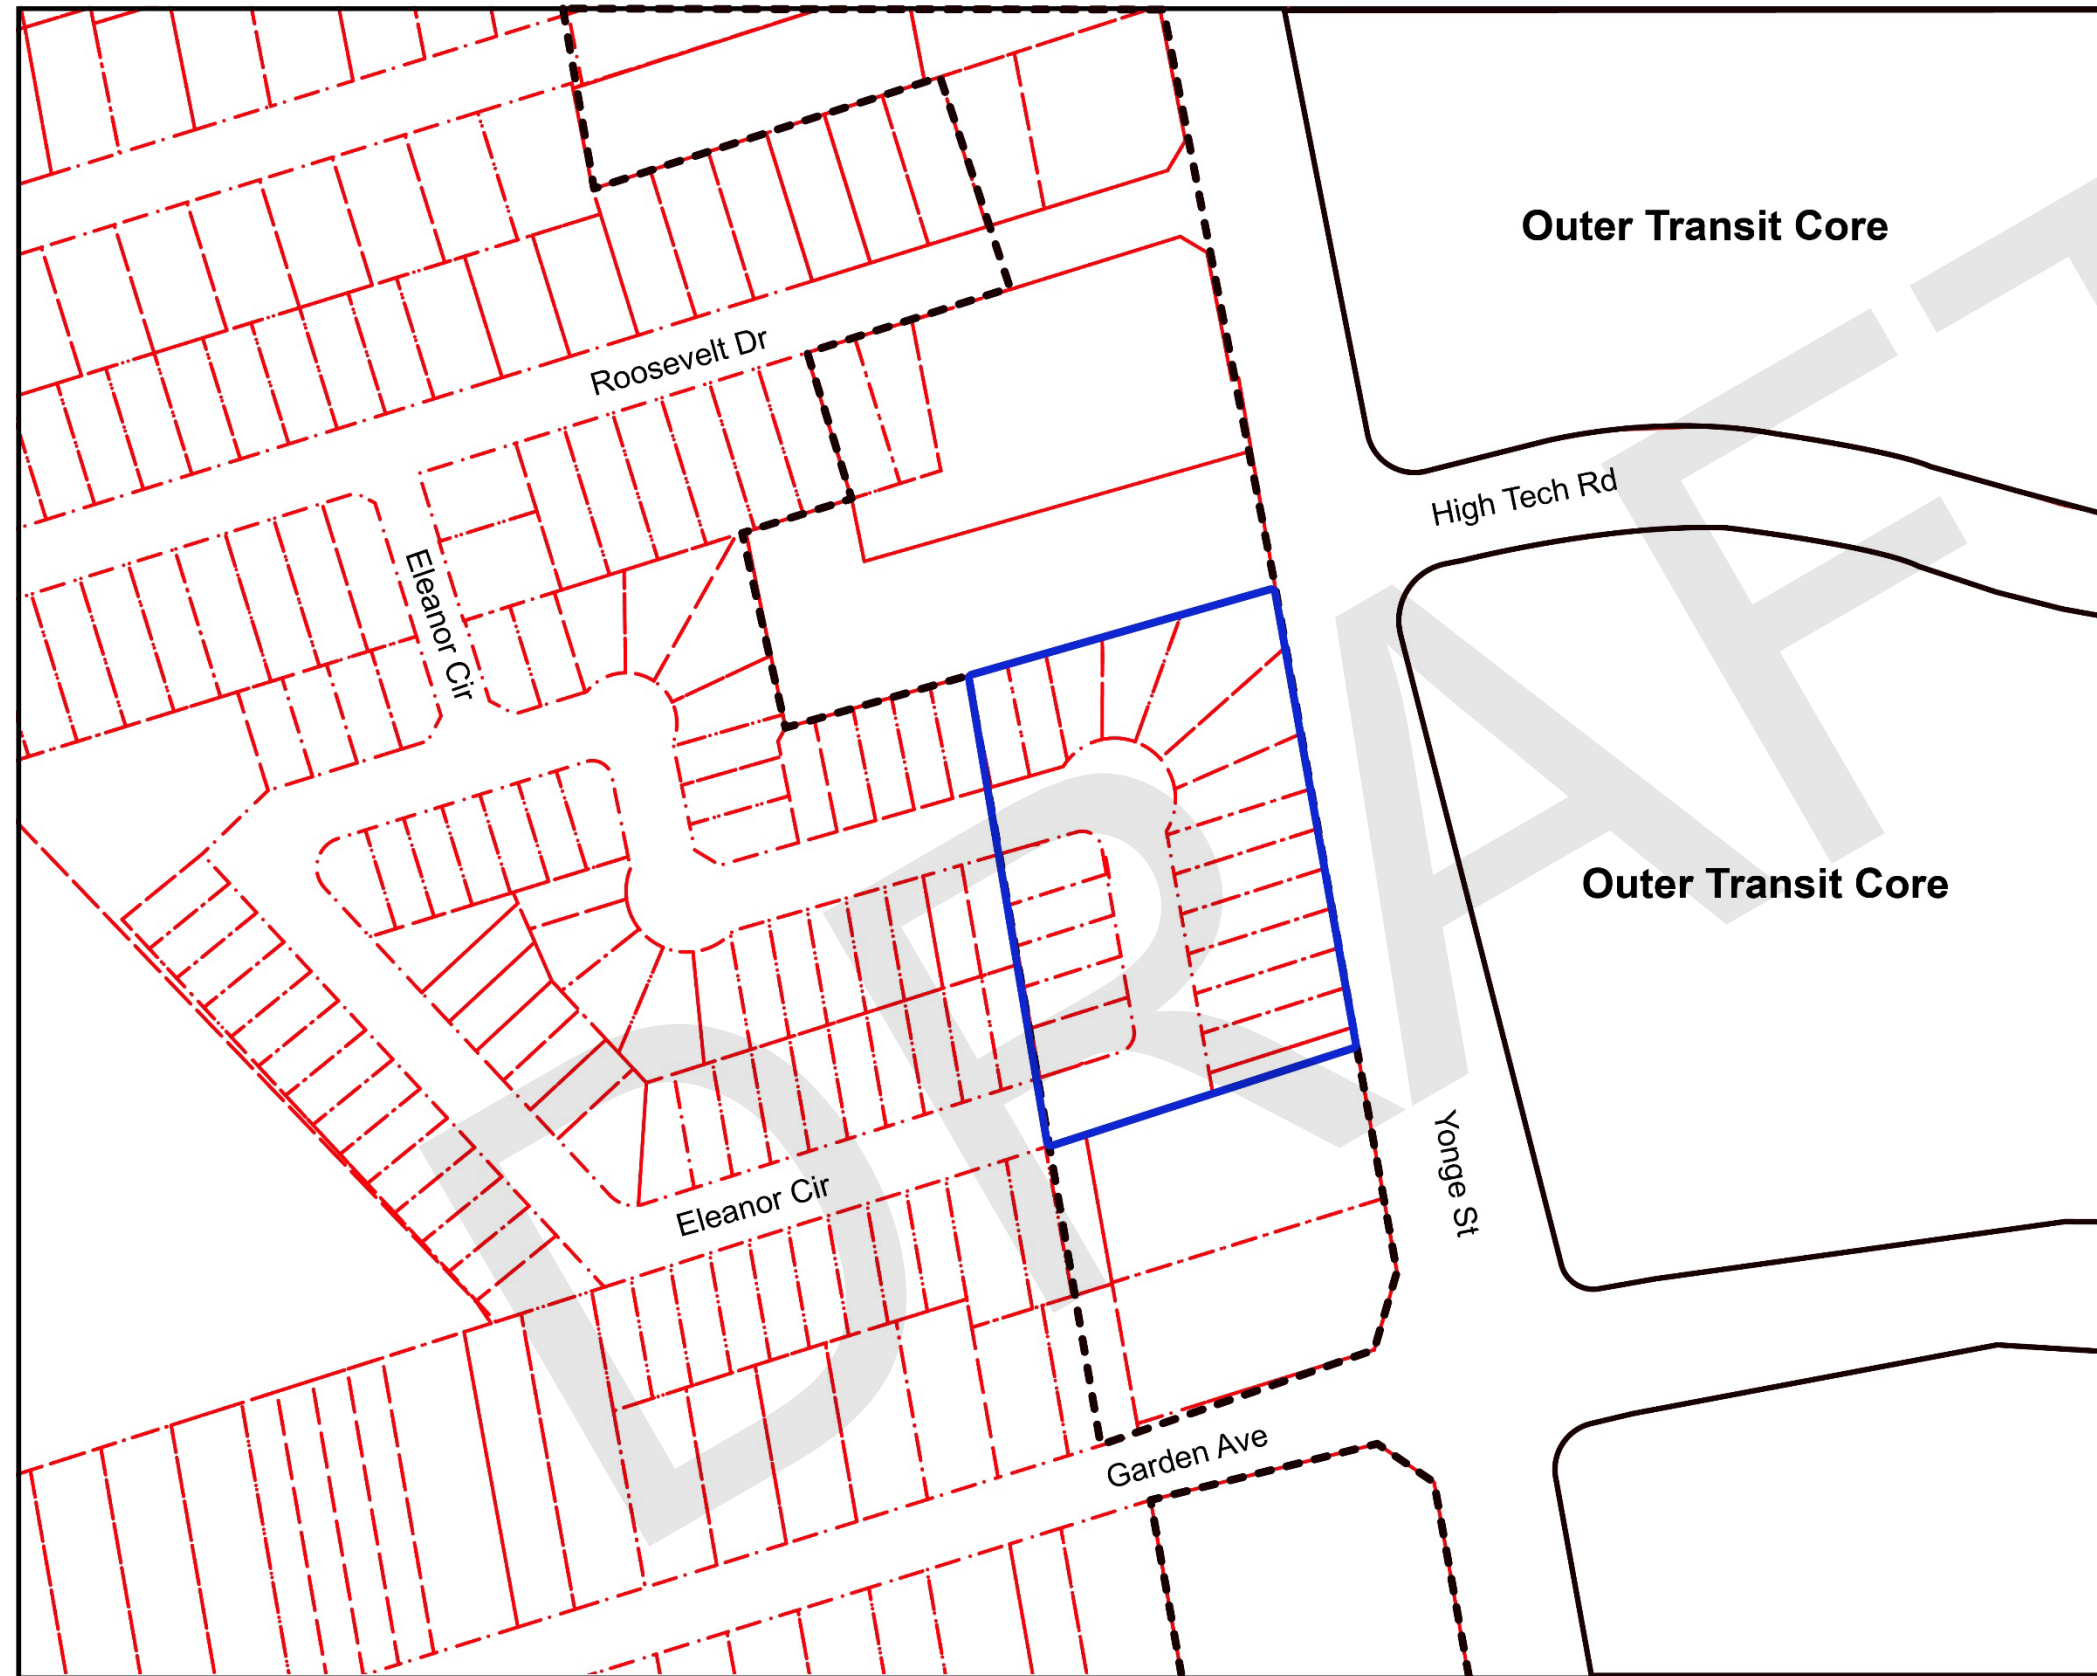 Outer Transit Core
Roosevelt Dr
High Tech Rd
Eleanor Cir
Outer Transit Core
Yonge St
Eleanor Cir
Garden Ave
DRAFT